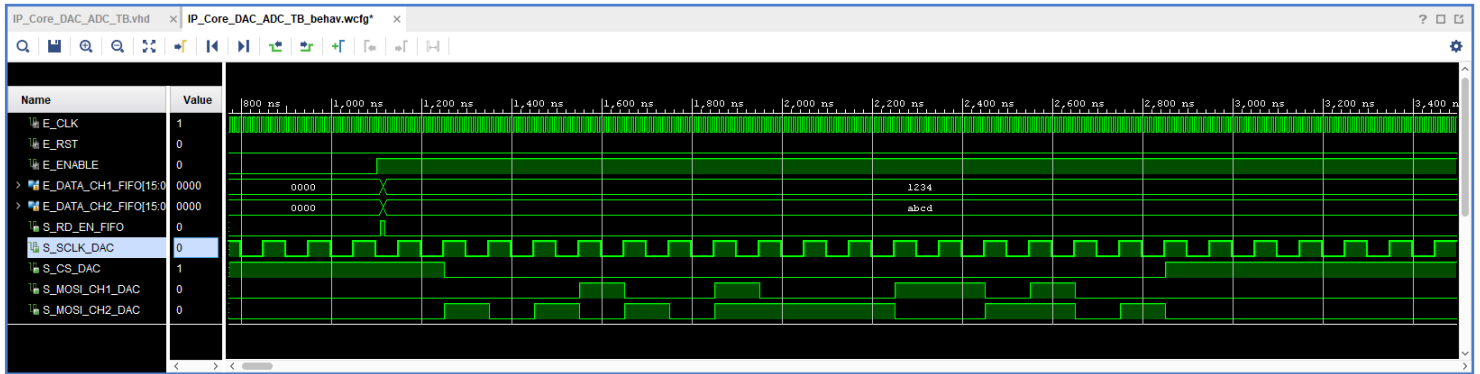 IP_Core_DAC_ADC_TB.vhd × IP_Core_DAC_ADC_TB_behav.wcfg* ×
?
Name Value 800 ns 1,000 ns 1,200 ns 1,400 ns 1,600 ns 1,800 ns 2,000 ns 2,200 ns 2,400 ns 2,600 ns 2,800 ns 3,000 ns 3,200 ns 3,400 n
E_CLK 1
E_RST 0
E_ENABLE 0
> E_DATA_CH1_FIFO[15:0 0000 0000 1234
> E_DATA_CH2_FIFO[15:0 0000 0000 abcd
S_RD_EN_FIFO 0
S_SCLK_DAC 0
S_CS_DAC 1
S_MOSI_CH1_DAC 0
S_MOSI_CH2_DAC 0